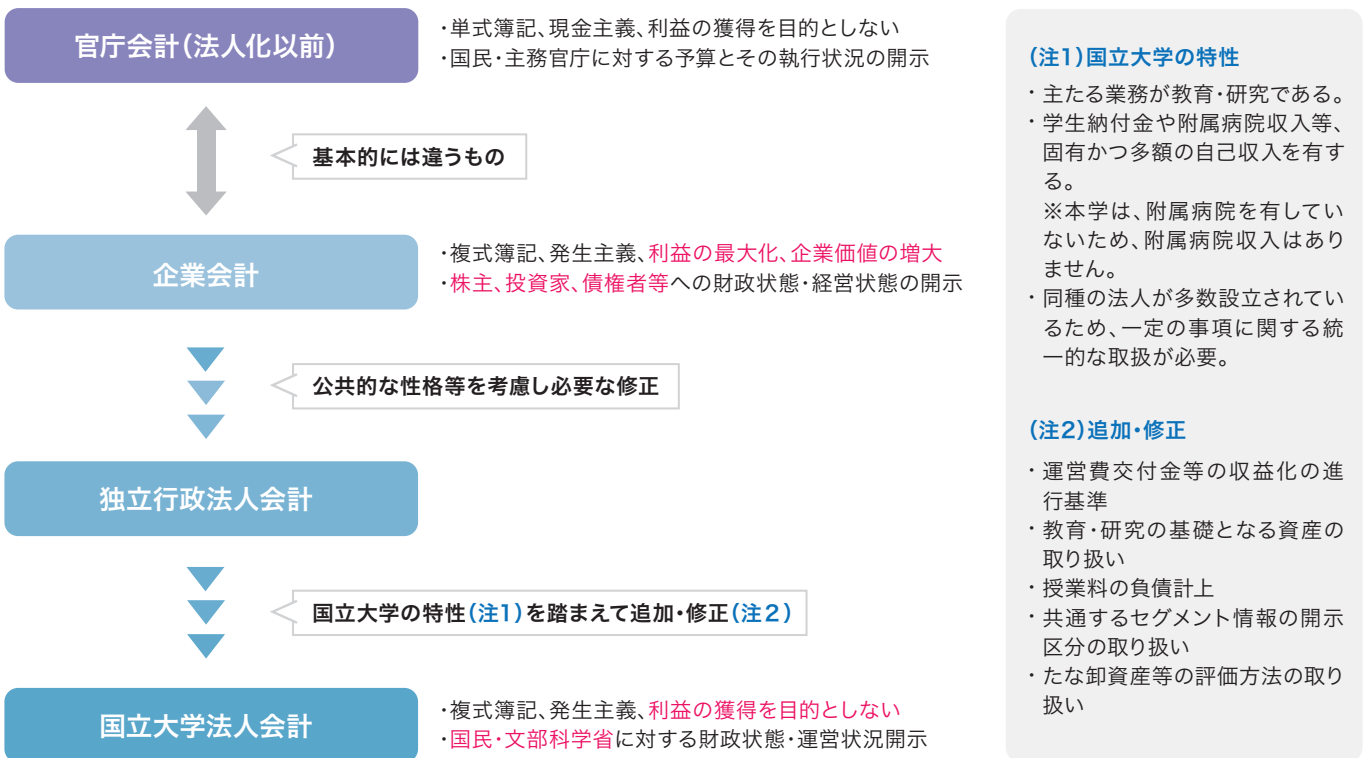 官庁会計(法人化以前)
・単式簿記、現金主義、利益の獲得を目的としない
・国民・主務官庁に対する予算とその執行状況の開示
基本的には違うもの
企業会計
・複式簿記、発生主義、利益の最大化、企業価値の増大
・株主、投資家、債権者等への財政状態・経営状態の開示
公共的な性格等を考慮し必要な修正
独立行政法人会計
国立大学の特性(注1)を踏まえて追加・修正(注2)
国立大学法人会計
・複式簿記、発生主義、利益の獲得を目的としない
・国民・文部科学省に対する財政状態・運営状況開示
(注1)国立大学の特性
・主たる業務が教育・研究である。
・学生納付金や附属病院収入等、
固有かつ多額の自己収入を有す
る。
※本学は、附属病院を有してい
ないため、附属病院収入はあり
ません。
・同種の法人が多数設立されてい
るため、一定の事項に関する統
一的な取扱が必要。
(注2)追加・修正
・運営費交付金等の収益化の進
行基準
・教育・研究の基礎となる資産の
取り扱い
・授業料の負債計上
・共通するセグメント情報の開示
区分の取り扱い
・たな卸資産等の評価方法の取り
扱い